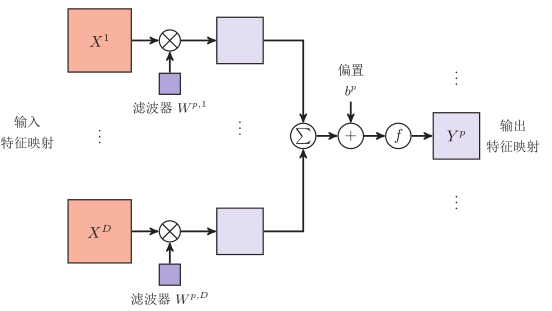 X^1
滤波器 W^{p,1}
输入
特征映射
⋮
⋮
X^D
滤波器 W^{p,D}
∑
偏置
b^p
+
f
⋮
Y^p
输出
特征映射
⋮